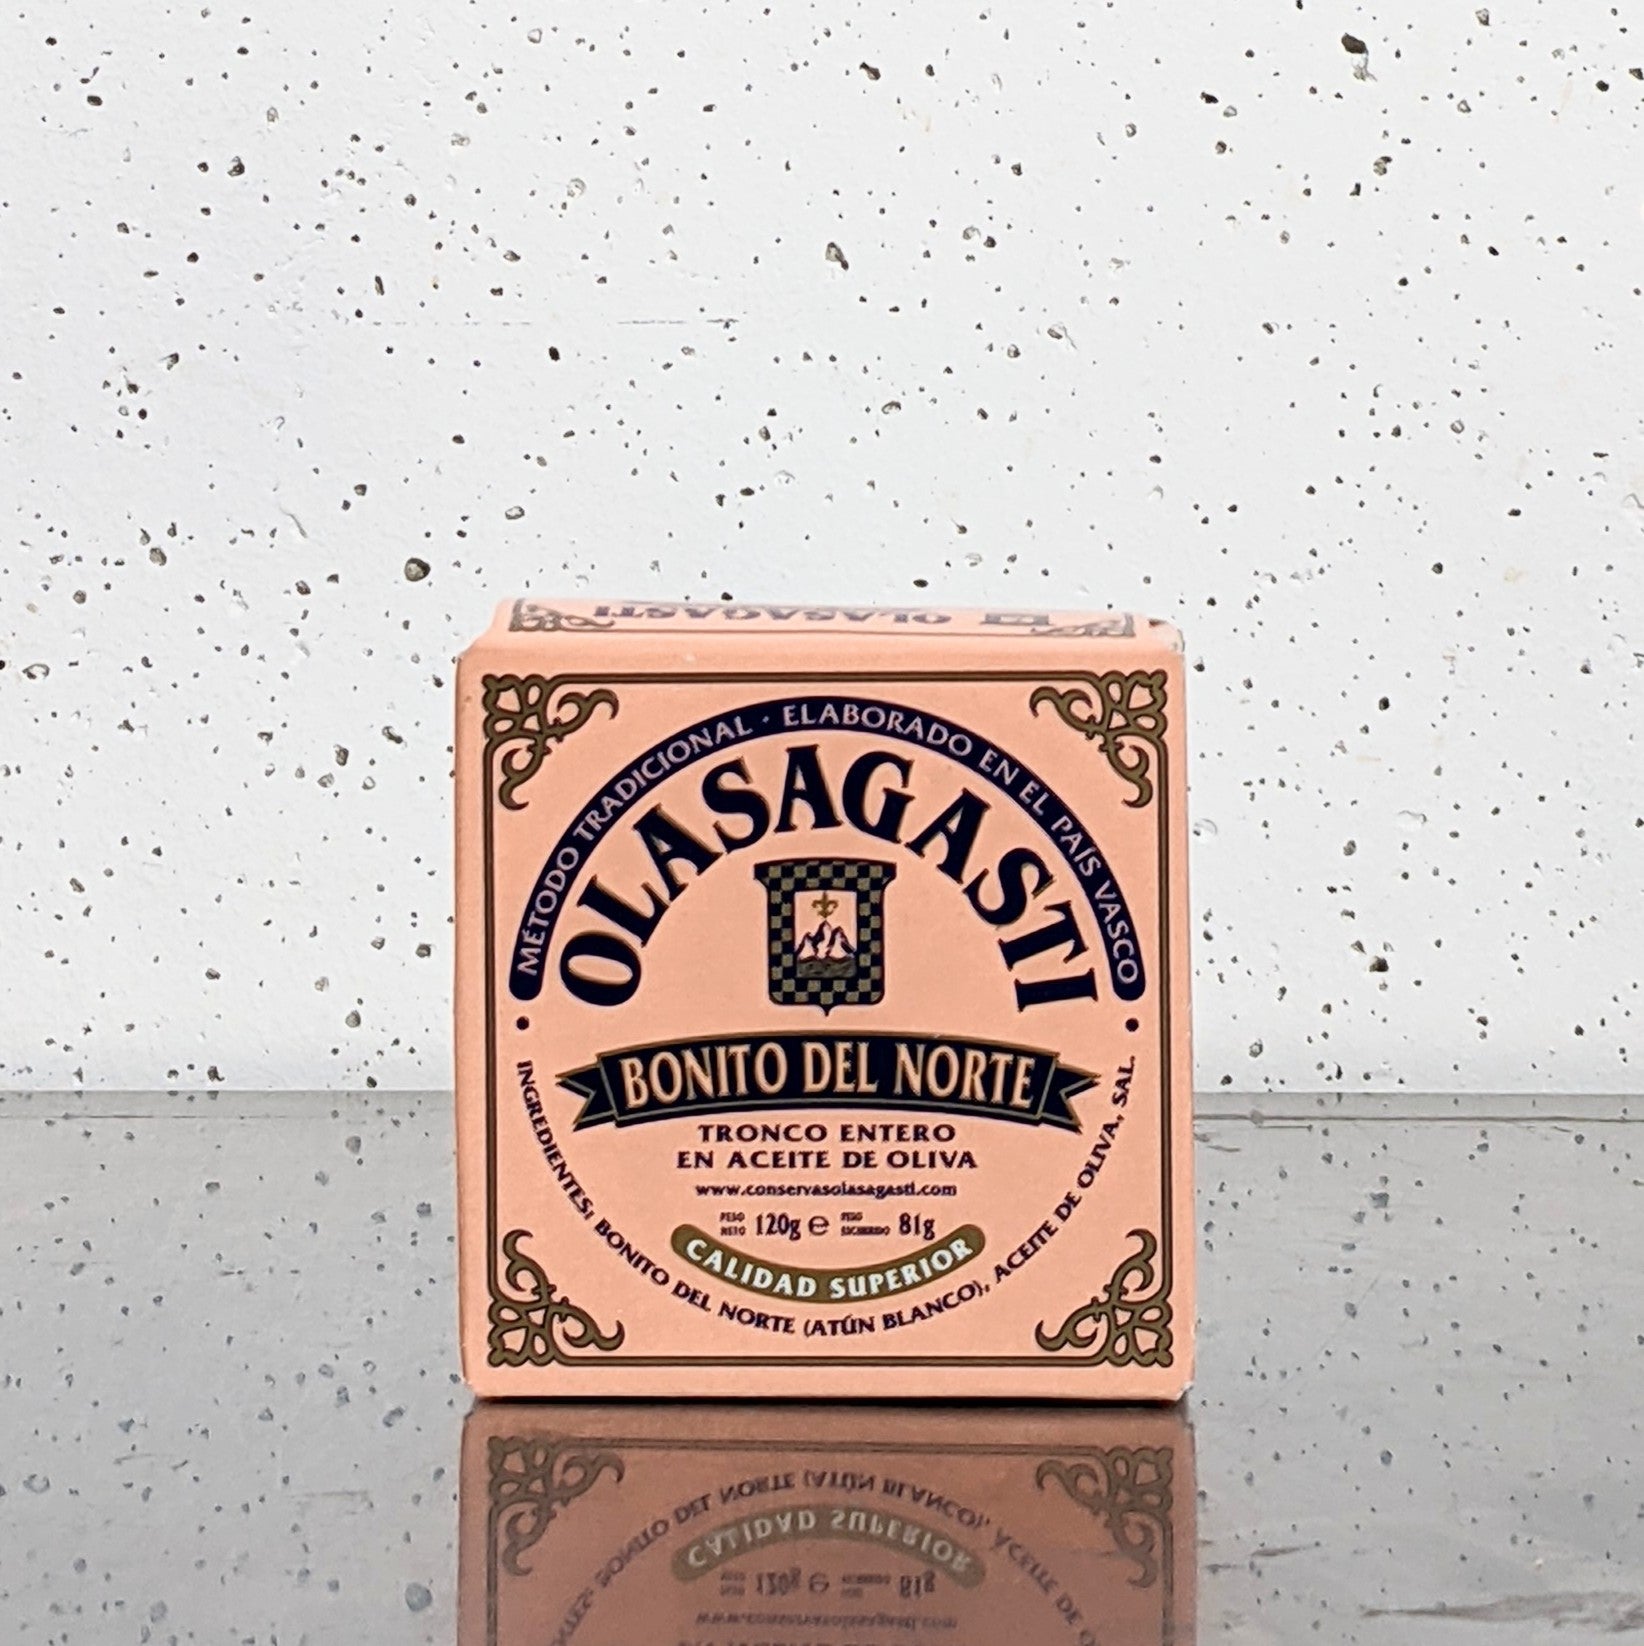 OLASAGASTI
MÉTODO TRADICIONAL · ELABORADO EN EL PAÍS VASCO
OLASAGASTI
BONITO DEL NORTE
TRONCO ENTERO
EN ACEITE DE OLIVA
www.conservasolasagasti.com
PESO NETO 120g e PESO ESCURRIDO 81g
CALIDAD SUPERIOR
INGREDIENTES: BONITO DEL NORTE (ATÚN BLANCO), ACEITE DE OLIVA, SAL.